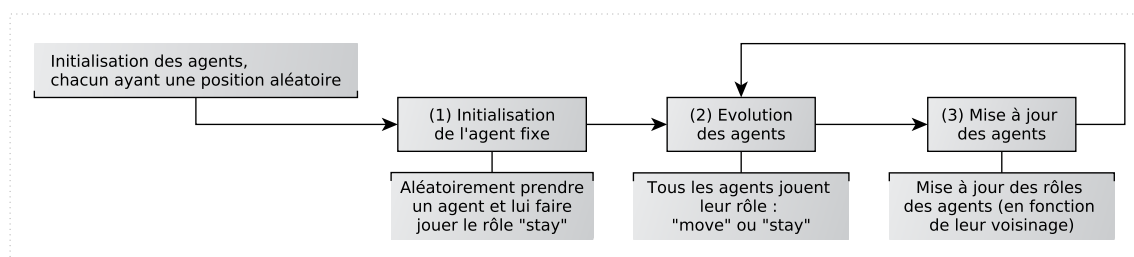 Initialisation des agents,
chacun ayant une position aléatoire
(1) Initialisation
de l'agent fixe
(2) Evolution
des agents
(3) Mise à jour
des agents
Aléatoirement prendre
un agent et lui faire
jouer le rôle "stay"
Tous les agents jouent
leur rôle :
"move" ou "stay"
Mise à jour des rôles
des agents (en fonction
de leur voisinage)